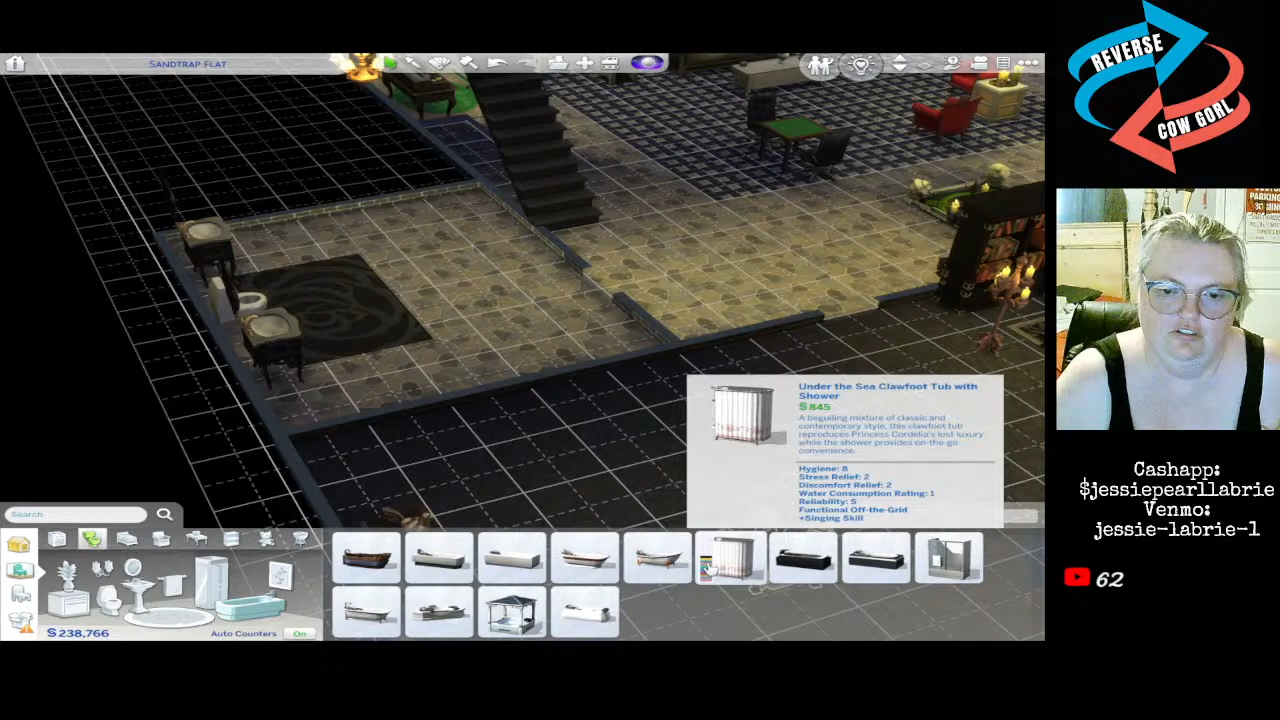 SANDTRAP FLAT
REVERSE
COW GORL
Under the Sea Clawfoot Tub with
Shower
§845
A beguiling mixture of classic and
contemporary style, this clawfoot tub
reproduces Princess Cordelia's lost luxury
while the shower provides on-the-go
convenience.
Hygiene: 8
Stress Relief: 2
Discomfort Relief: 2
Water Consumption Rating: 1
Reliability: 5
Functional Off-the-Grid
+Singing Skill
Search
§238,766
Auto Counters
On
PARKING
Cashapp:
$jessiepearllabrie
Venmo:
jessie-labrie-1
62